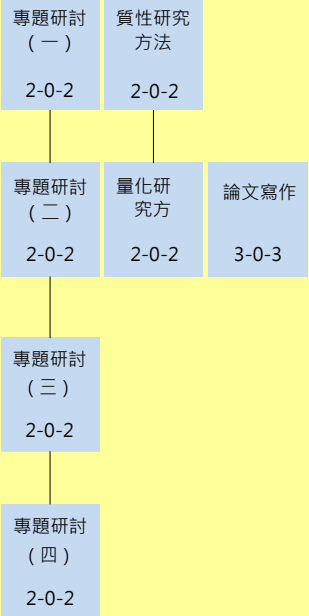 專題研討
(一)
2-0-2
質性研究
方法
2-0-2
專題研討
(二)
2-0-2
量化研
究方
2-0-2
論文寫作
3-0-3
專題研討
(三)
2-0-2
專題研討
(四)
2-0-2